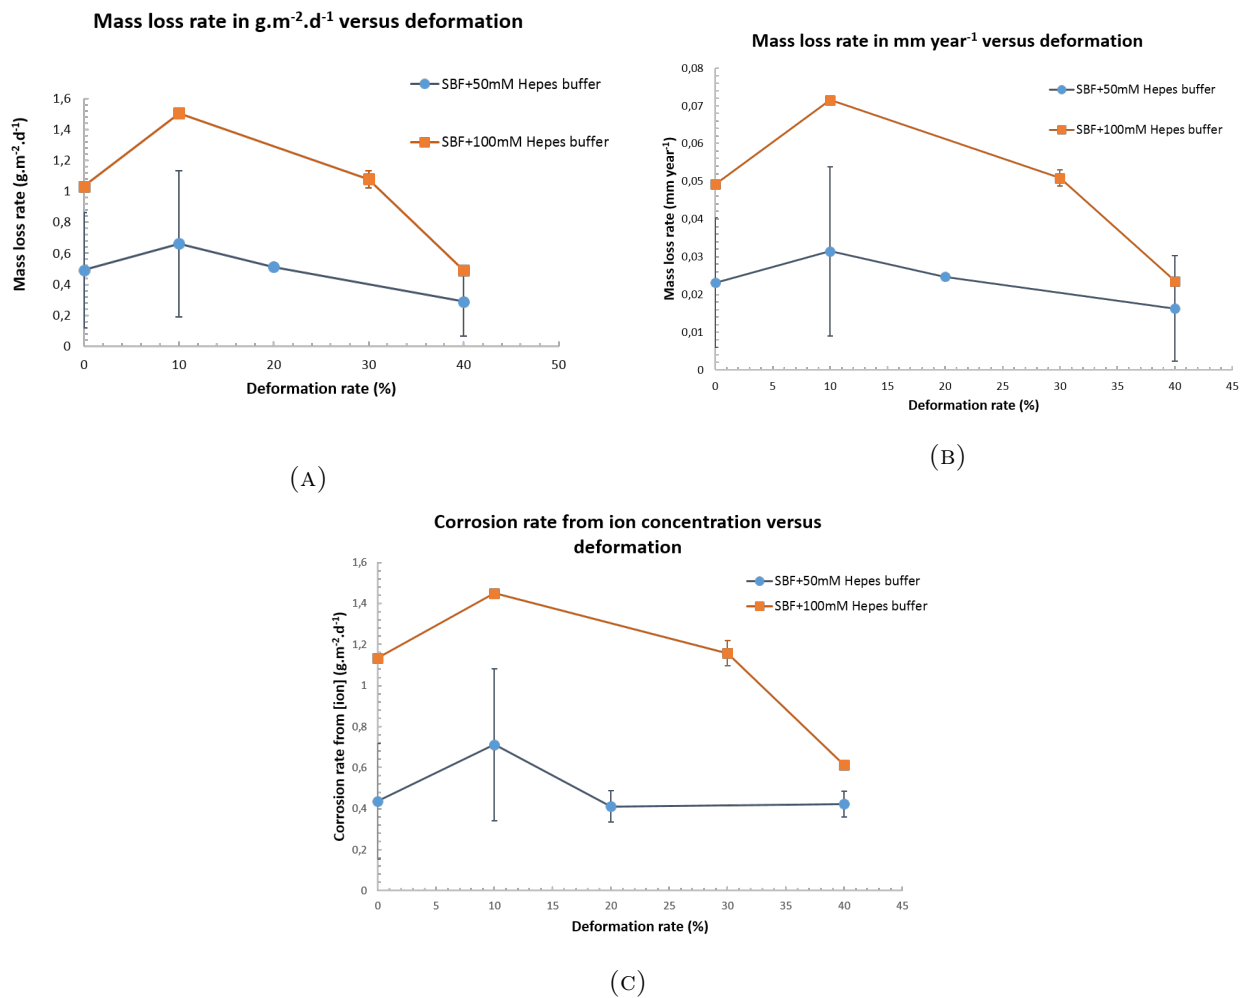 Mass loss rate in g.m⁻².d⁻¹ versus deformation
SBF+50mM Hepes buffer
SBF+100mM Hepes buffer
Mass loss rate (g.m⁻².d⁻¹)
1,6
1,4
1,2
1
0,8
0,6
0,4
0,2
0
0 10 20 30 40 50
Deformation rate (%)
(A)
Mass loss rate in mm year⁻¹ versus deformation
SBF+50mM Hepes buffer
SBF+100mM Hepes buffer
Mass loss rate (mm year⁻¹)
0,08
0,07
0,06
0,05
0,04
0,03
0,02
0,01
0
0 5 10 15 20 25 30 35 40 45
Deformation rate (%)
(B)
Corrosion rate from ion concentration versus
deformation
SBF+50mM Hepes buffer
SBF+100mM Hepes buffer
Corrosion rate from [ion] (g.m⁻².d⁻¹)
1,6
1,4
1,2
1
0,8
0,6
0,4
0,2
0
0 5 10 15 20 25 30 35 40 45
Deformation rate (%)
(C)